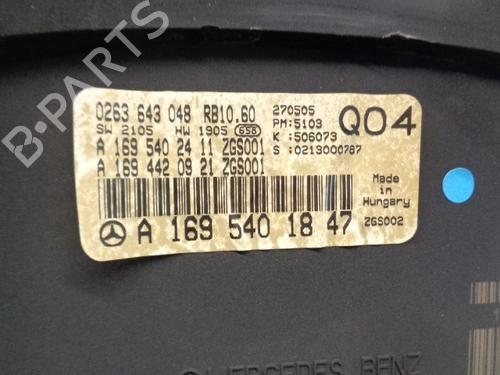 B-PARTS
0263 643 048 RB10.60
270505
SW 2105 HW 1905 GSB
PM:5103
Q04
A 169 540 24 11 ZGS001
K :506073
A 169 442 09 21 ZGS001
S :0213000787
A 169 540 18 47
Made in
Hungary
ZGS002
MERCEDES BENZ